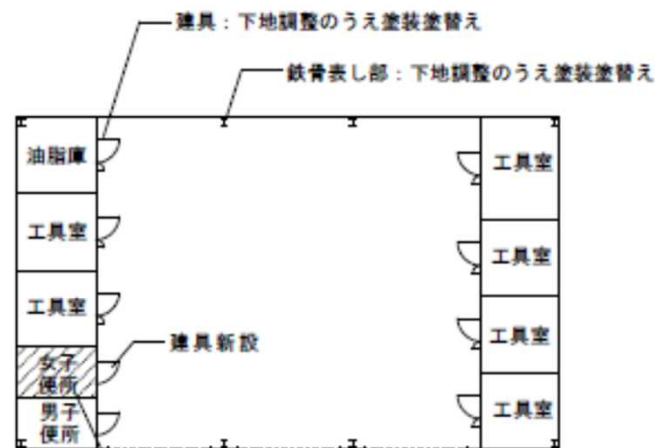 建具：下地調整のうえ塗装塗替え
鉄骨表し部：下地調整のうえ塗装塗替え
油脂庫
工具室
工具室
工具室
工具室
建具新設
女子
便所
工具室
男子
便所
工具室